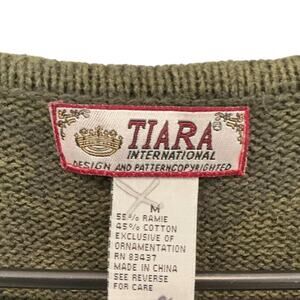 TIARA
INTERNATIONAL
DESIGN AND PATTERN COPYRIGHTED
M
55% RAMIE
45% COTTON
EXCLUSIVE OF
ORNAMENTATION
RN 83437
MADE IN CHINA
SEE REVERSE
FOR CARE